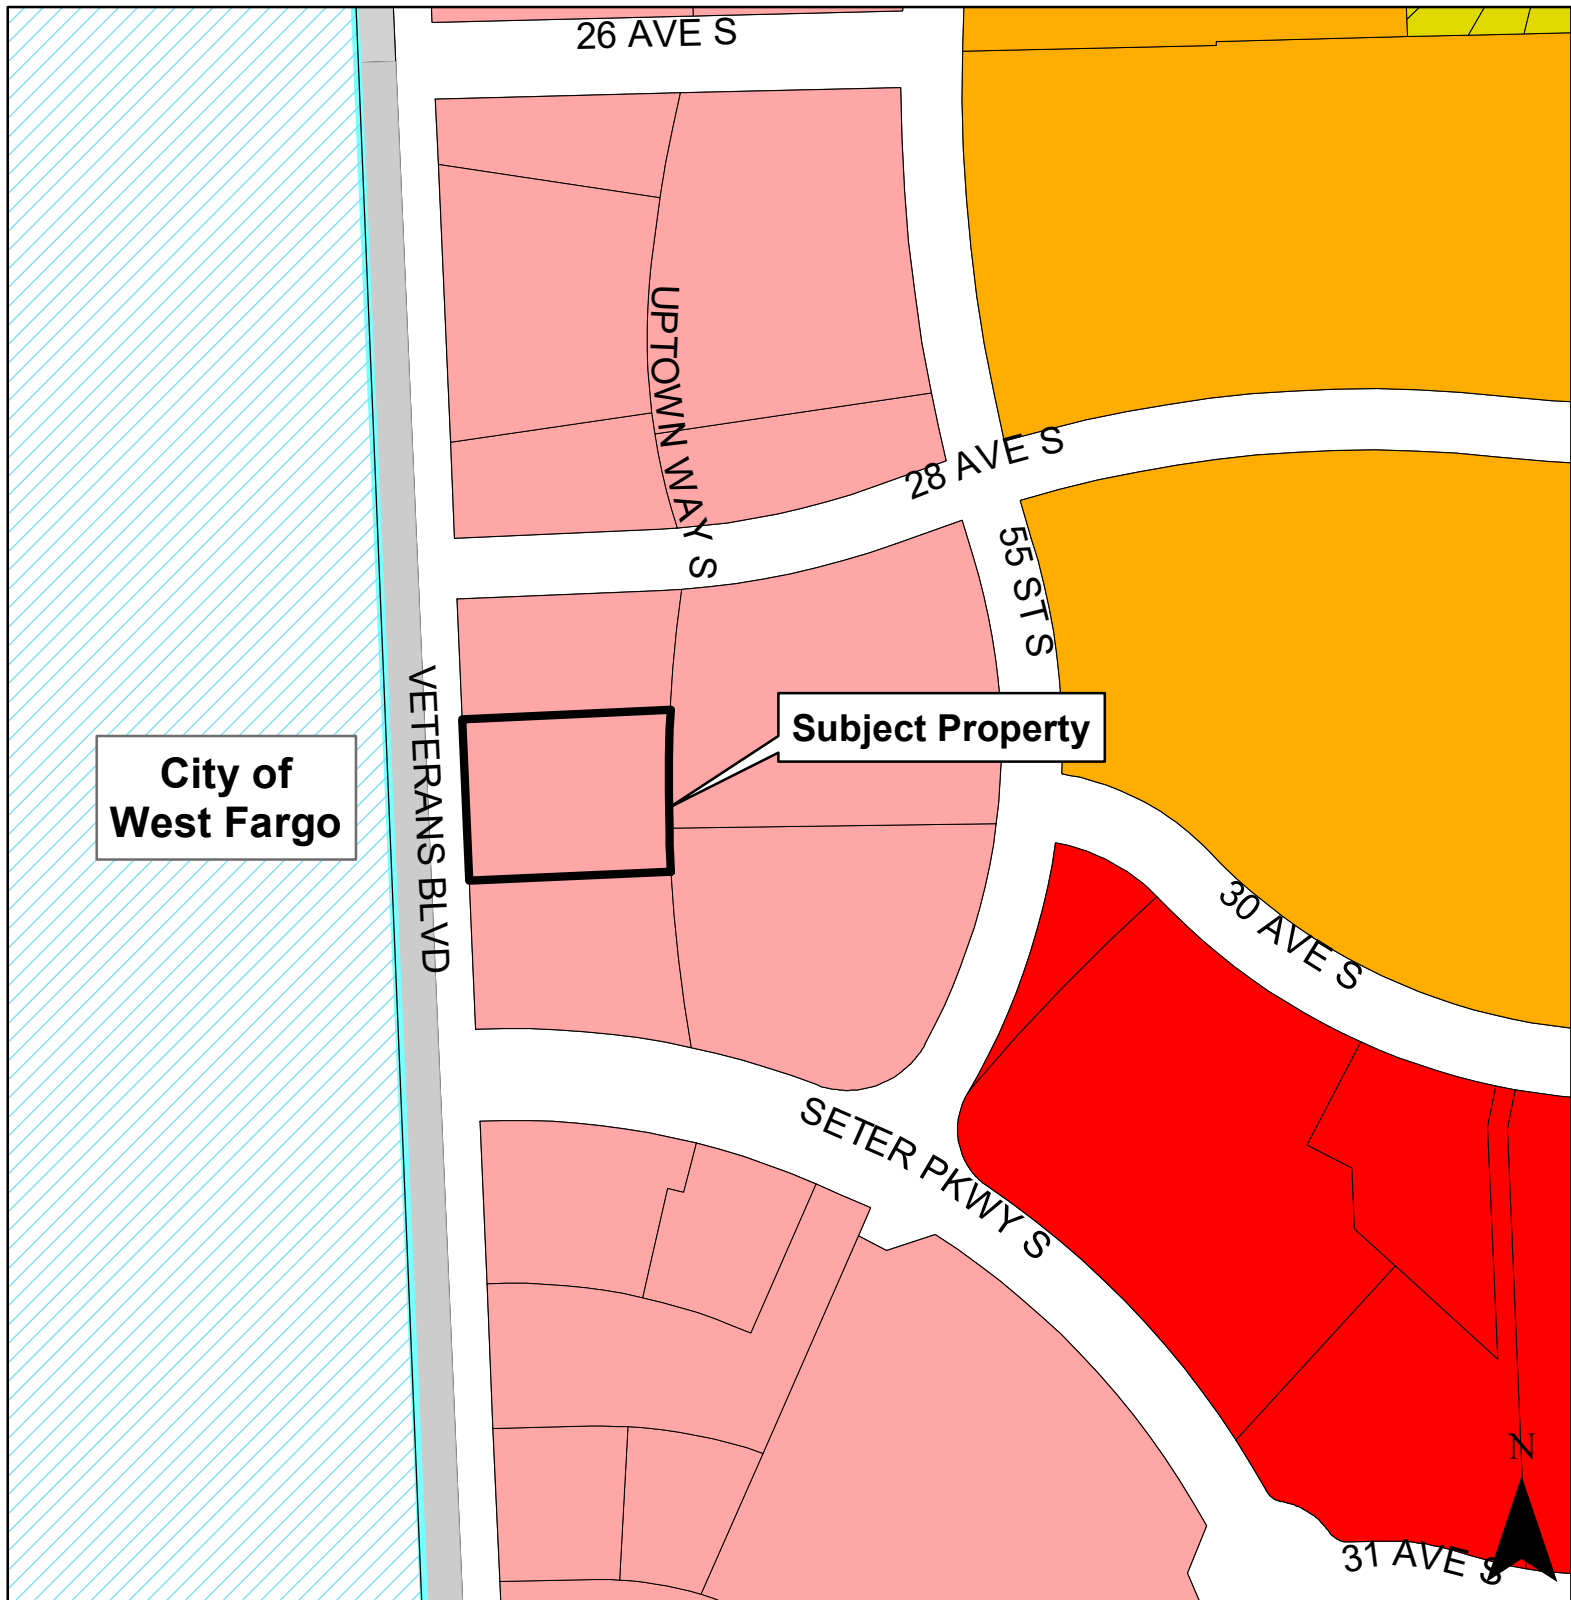 26 AVE S
UPTOWN WAY S
28 AVE S
55 ST S
Subject Property
VETERANS BLVD
City of
West Fargo
30 AVE S
SETER PKWY S
N
31 AVE S